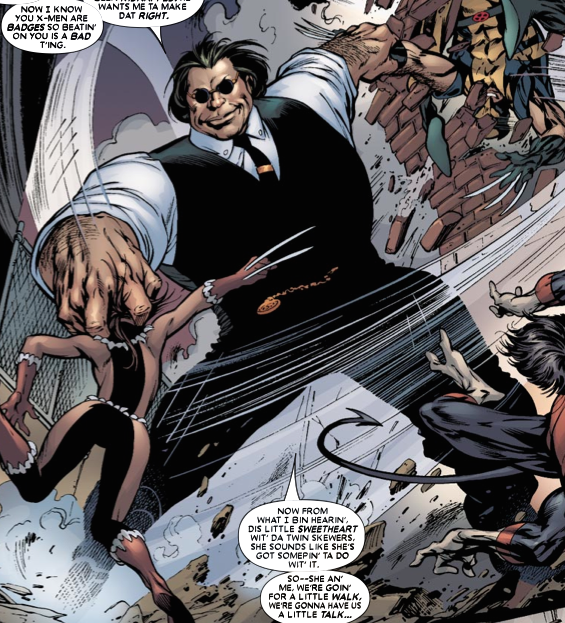 WANTS ME TA MAKE
DAT RIGHT.
NOW I KNOW
YOU X-MEN ARE
BADGES SO BEATIN'
ON YOU IS A BAD
T'ING.
NOW FROM
WHAT I BIN HEARIN',
DIS LITTLE SWEETHEART
WIT' DA TWIN SKEWERS,
SHE SOUNDS LIKE SHE'S
GOT SOMEPIN' TA DO
WIT' IT.
SO--SHE AN'
ME, WE'RE GOIN'
FOR A LITTLE WALK,
WE'RE GONNA HAVE US
A LITTLE TALK...